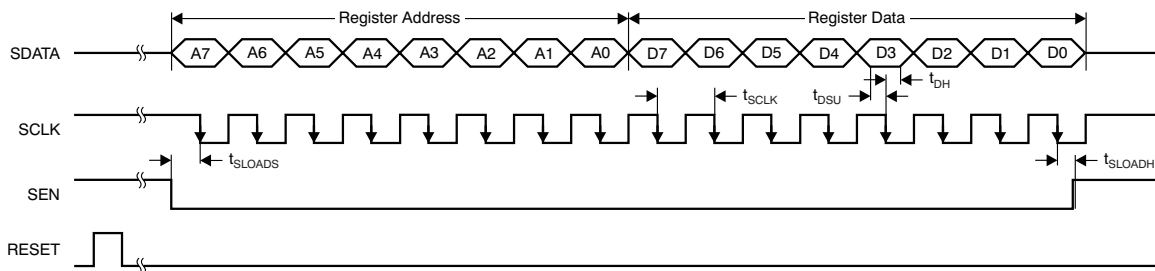 Register Address Register Data
SDATA A7 A6 A5 A4 A3 A2 A1 A0 D7 D6 D5 D4 D3 D2 D1 D0
tSCLK tDSU tDH
SCLK
tSLOADS tSLOADH
SEN
RESET